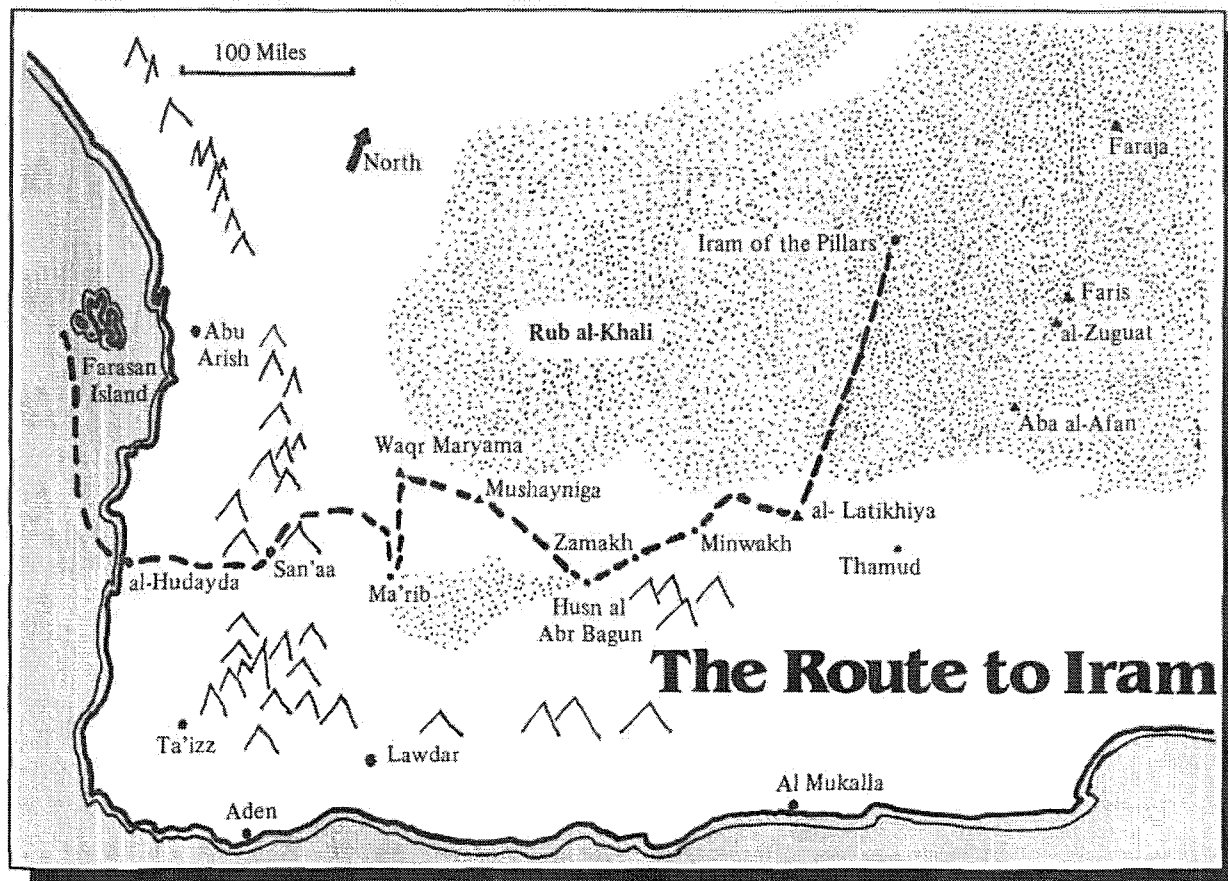 100 Miles
North
Faraja
Iram of the Pillars
Faris
al-Zuguat
Abu
Arish
Rub al-Khali
Farasan
Island
Aba al-Afan
Waqr Maryama
Mushayniga
al- Latikhiya
Zamakh
Minwakh
Thamud
al-Hudayda
San'aa
Ma'rib
Husn al
Abr Bagun
The Route to Iram
Ta'izz
Lawdar
Al Mukalla
Aden